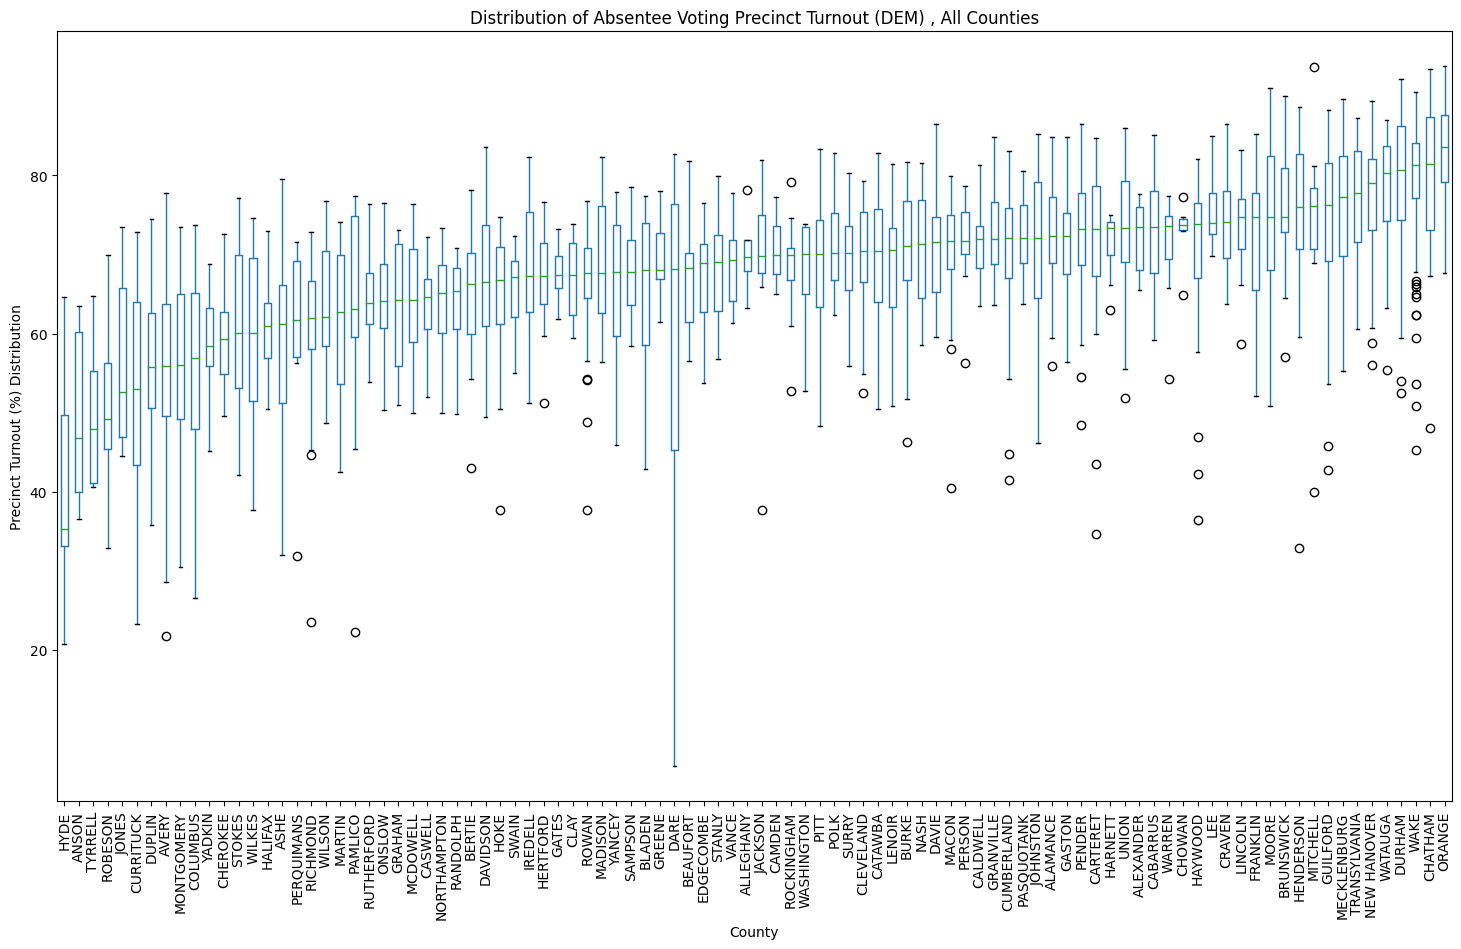 Distribution of Absentee Voting Precinct Turnout (DEM) , All Counties
Precinct Turnout (%) Distribution
80
60
40
20
HYDE
ANSON
TYRRELL
ROBESON
JONES
CURRITUCK
DUPLIN
AVERY
MONTGOMERY
COLUMBUS
YADKIN
CHEROKEE
STOKES
WILKES
HALIFAX
ASHE
PERQUIMANS
RICHMOND
WILSON
MARTIN
PAMLICO
RUTHERFORD
ONSLOW
GRAHAM
MCDOWELL
CASWELL
NORTHAMPTON
RANDOLPH
BERTIE
DAVIDSON
HOKE
SWAIN
IREDELL
HERTFORD
GATES
CLAY
ROWAN
MADISON
YANCEY
SAMPSON
BLADEN
GREENE
DARE
BEAUFORT
EDGECOMBE
STANLY
VANCE
ALLEGHANY
JACKSON
CAMDEN
ROCKINGHAM
WASHINGTON
PITT
POLK
SURRY
CLEVELAND
CATAWBA
LENOIR
BURKE
NASH
DAVIE
MACON
PERSON
CALDWELL
GRANVILLE
CUMBERLAND
PASQUOTANK
JOHNSTON
ALAMANCE
GASTON
PENDER
CARTERET
HARNETT
UNION
ALEXANDER
CABARRUS
WARREN
CHOWAN
HAYWOOD
LEE
CRAVEN
LINCOLN
FRANKLIN
MOORE
BRUNSWICK
HENDERSON
MITCHELL
GUILFORD
MECKLENBURG
TRANSYLVANIA
NEW HANOVER
WATAUGA
DURHAM
WAKE
CHATHAM
ORANGE
County